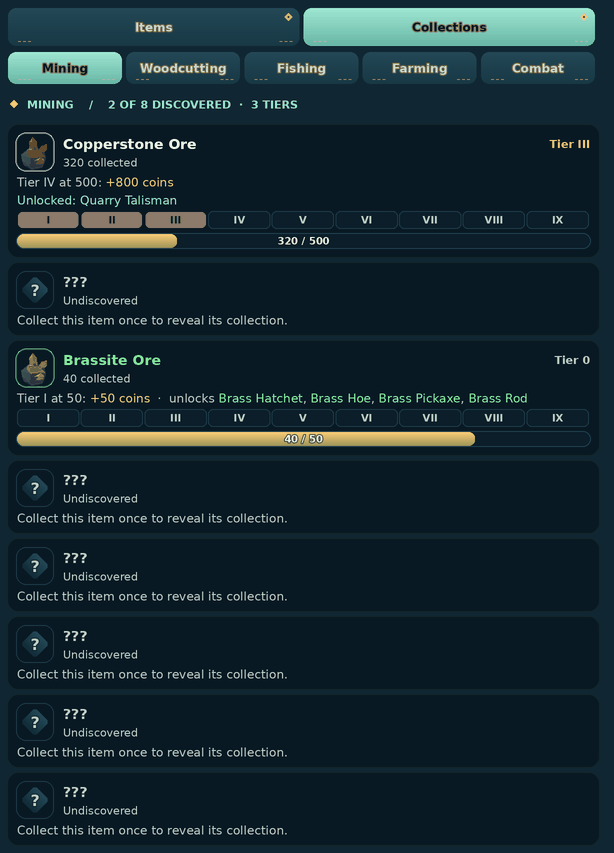 Items
Collections
Mining
Woodcutting
Fishing
Farming
Combat
MINING / 2 OF 8 DISCOVERED · 3 TIERS
Copperstone Ore
Tier III
320 collected
Tier IV at 500: +800 coins
Unlocked: Quarry Talisman
I II III IV V VI VII VIII IX
320 / 500
?
???
Undiscovered
Collect this item once to reveal its collection.
Brassite Ore
Tier 0
40 collected
Tier I at 50: +50 coins · unlocks Brass Hatchet, Brass Hoe, Brass Pickaxe, Brass Rod
I II III IV V VI VII VIII IX
40 / 50
?
???
Undiscovered
Collect this item once to reveal its collection.
?
???
Undiscovered
Collect this item once to reveal its collection.
?
???
Undiscovered
Collect this item once to reveal its collection.
?
???
Undiscovered
Collect this item once to reveal its collection.
?
???
Undiscovered
Collect this item once to reveal its collection.